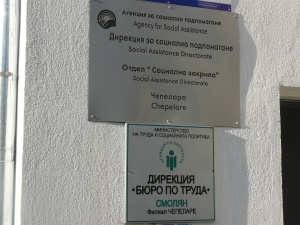 Агенция за социално подпомагане
Agency for Social Assistance
Дирекция за социално подпомагане
Social Assistance Directorate
Отдел " Социална закрила"
Social Assistance Directorate
Чепеларе
Chepelare
МИНИСТЕРСТВО
НА ТРУДА И СОЦИАЛНАТА ПОЛИТИКА
ДИРЕКЦИЯ
"БЮРО ПО ТРУДА"
СМОЛЯН
Филиал ЧЕПЕЛАРЕ